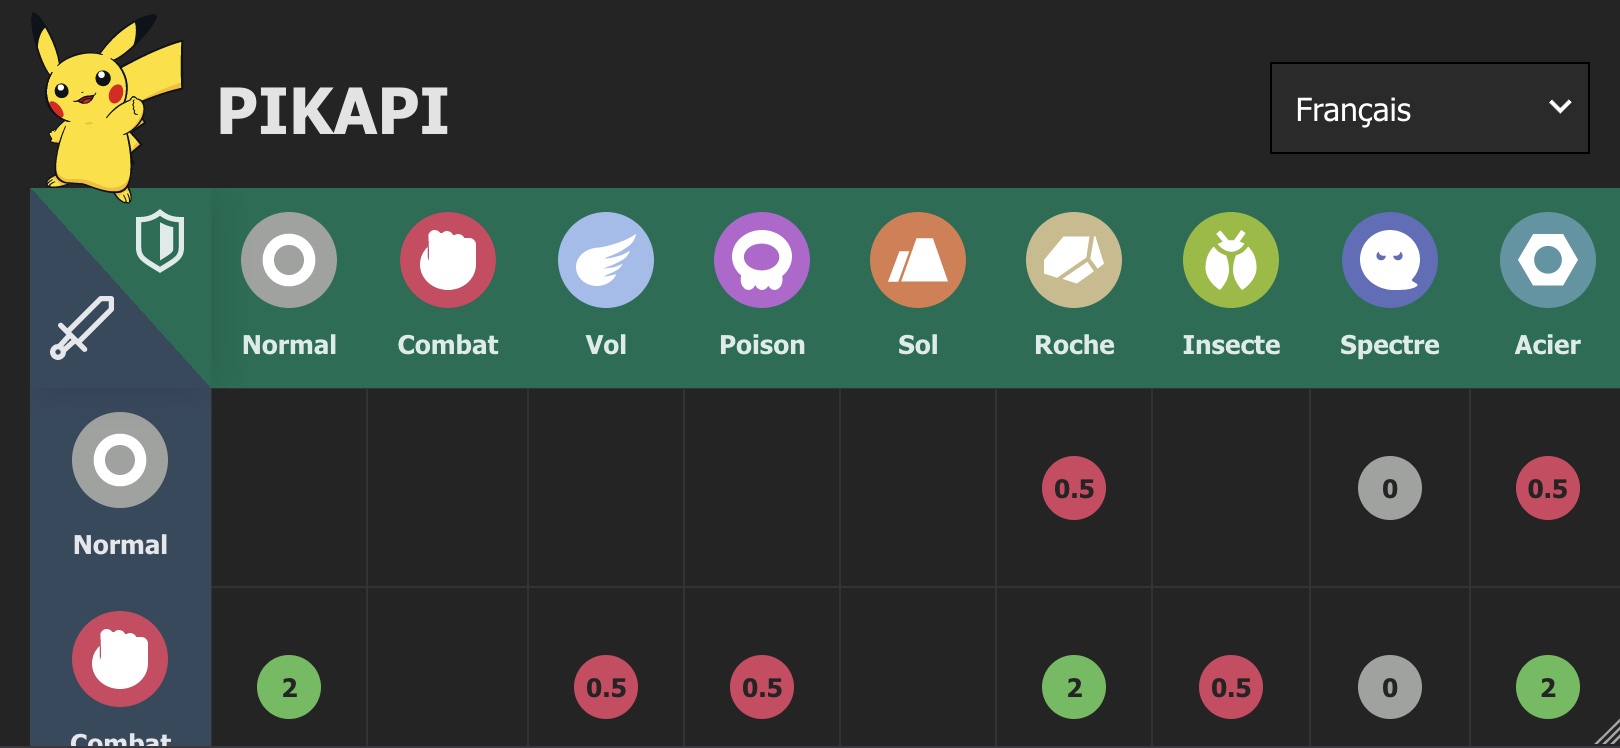 PIKAPI
Français
Normal Combat Vol Poison Sol Roche Insecte Spectre Acier
Normal
0.5 0 0.5
Combat
2 0.5 0.5 2 0.5 0 2